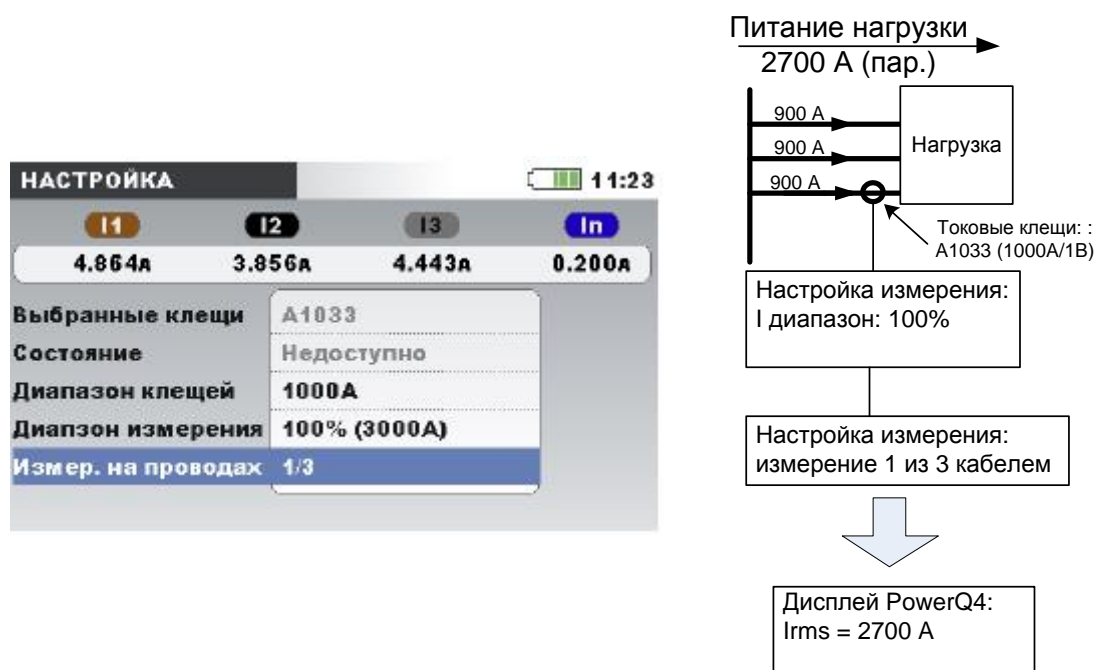 НАСТРОЙКА
11:23
I1 I2 I3 In
4.864A 3.856A 4.443A 0.200A
Выбранные клещи A1033
Состояние Недоступно
Диапазон клещей 1000A
Диапзон измерения 100% (3000A)
Измер. на проводах 1/3
Питание нагрузки
2700 А (пар.)
900 А
900 А
900 А
Нагрузка
Токовые клещи: :
A1033 (1000А/1В)
Настройка измерения:
I диапазон: 100%
Настройка измерения:
измерение 1 из 3 кабелем
Дисплей PowerQ4:
Irms = 2700 А